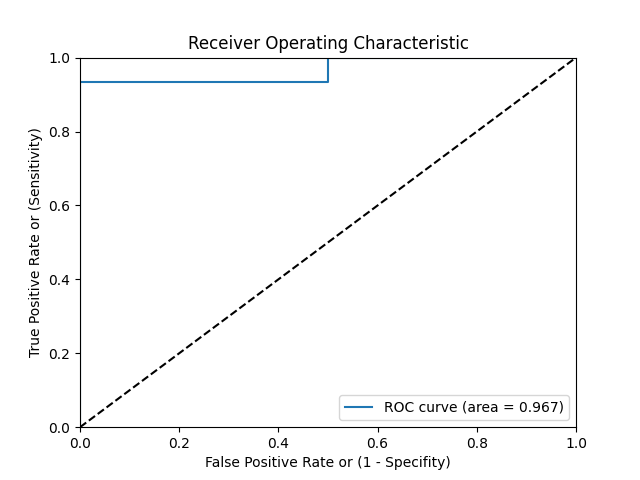 Receiver Operating Characteristic
True Positive Rate or (Sensitivity)
1.0
0.8
0.6
0.4
0.2
0.0
ROC curve (area = 0.967)
0.0 0.2 0.4 0.6 0.8 1.0
False Positive Rate or (1 - Specifity)